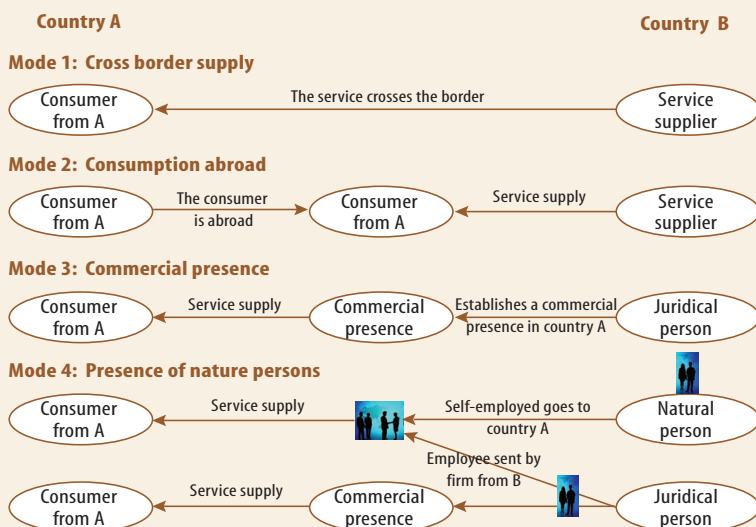 Country A
Country B
Mode 1: Cross border supply
Consumer
from A
The service crosses the border
Service
supplier
Mode 2: Consumption abroad
Consumer
from A
The consumer
is abroad
Consumer
from A
Service supply
Service
supplier
Mode 3: Commercial presence
Consumer
from A
Service supply
Commercial
presence
Establishes a commercial
presence in country A
Juridical
person
Mode 4: Presence of nature persons
Consumer
from A
Service supply
Self-employed goes to
country A
Natural
person
Employee sent by
firm from B
Consumer
from A
Service supply
Commercial
presence
Juridical
person